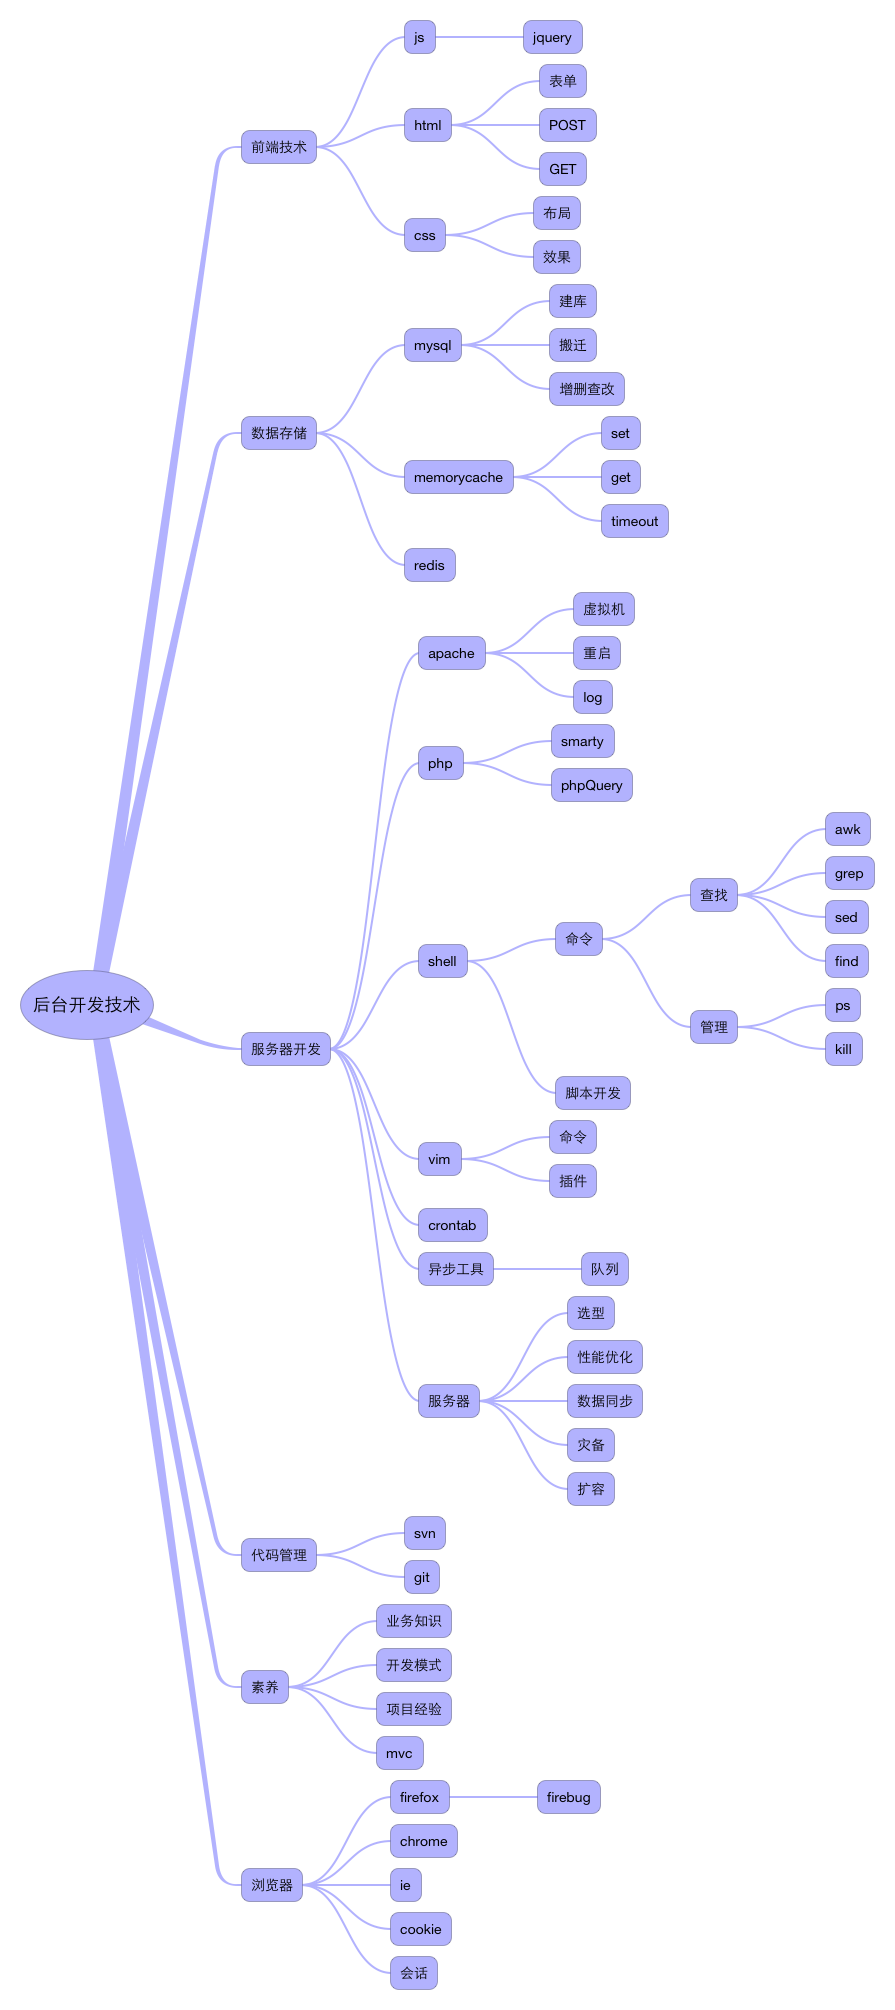 js
jquery
表单
html
POST
前端技术
GET
布局
css
效果
建库
mysql
搬迁
增删查改
数据存储
set
memorycache
get
timeout
redis
虚拟机
apache
重启
log
smarty
php
phpQuery
awk
grep
查找
sed
命令
shell
find
后台开发技术
ps
管理
服务器开发
kill
脚本开发
命令
vim
插件
crontab
异步工具
队列
选型
性能优化
服务器
数据同步
灾备
扩容
svn
代码管理
git
业务知识
开发模式
素养
项目经验
mvc
firefox
firebug
chrome
浏览器
ie
cookie
会话